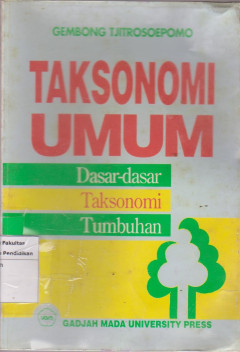 GEMBONG TJITROSOEPOMO
TAKSONOMI
UMUM
Dasar-dasar
Taksonomi
Tumbuhan
Fakultas
Pendidikan
GADJAH MADA UNIVERSITY PRESS